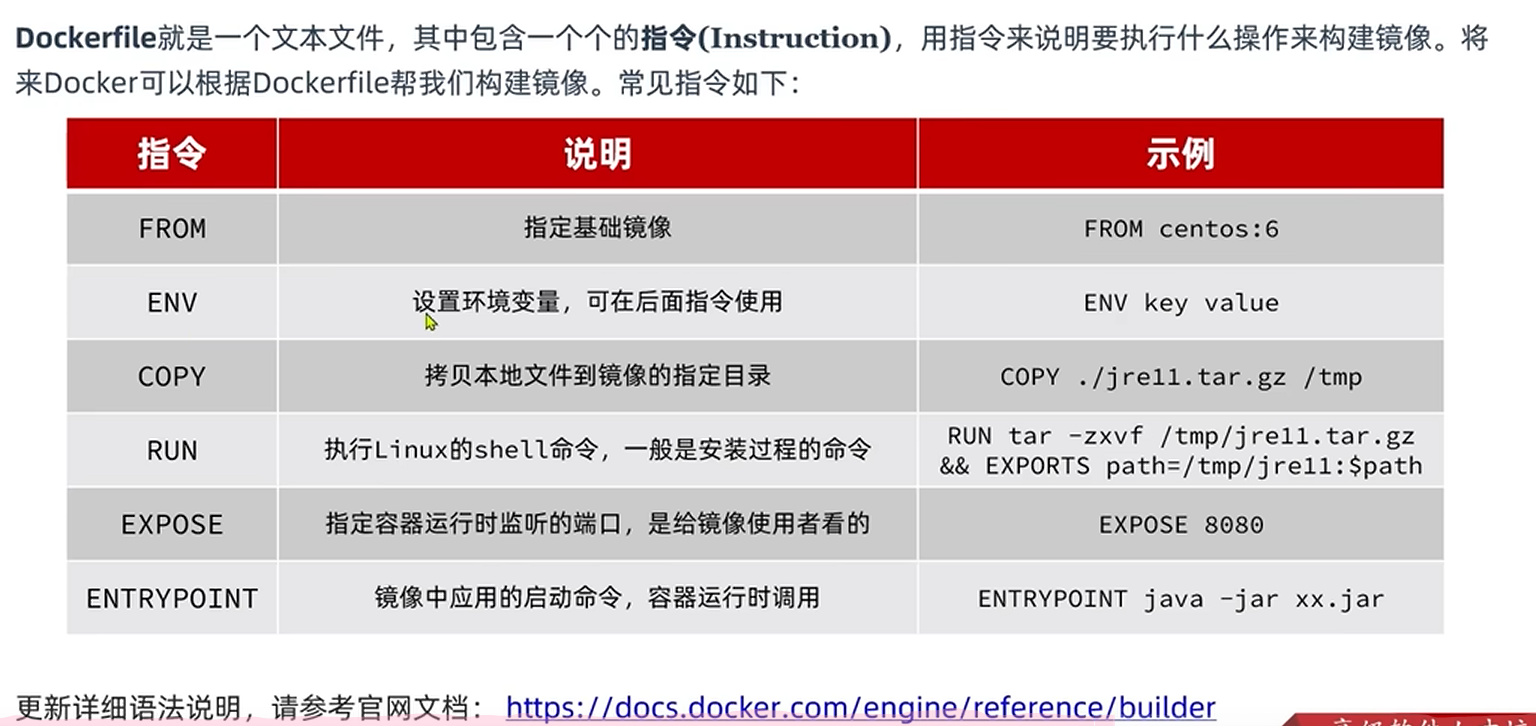 Dockerfile就是一个文本文件，其中包含一个个的指令(Instruction)，用指令来说明要执行什么操作来构建镜像。将
来Docker可以根据Dockerfile帮我们构建镜像。常见指令如下：
指令 说明 示例
FROM 指定基础镜像 FROM centos:6
ENV 设置环境变量，可在后面指令使用 ENV key value
COPY 拷贝本地文件到镜像的指定目录 COPY ./jre11.tar.gz /tmp
RUN 执行Linux的shell命令，一般是安装过程的命令 RUN tar -zxvf /tmp/jre11.tar.gz
&& EXPORTS path=/tmp/jre11:$path
EXPOSE 指定容器运行时监听的端口，是给镜像使用者看的 EXPOSE 8080
ENTRYPOINT 镜像中应用的启动命令，容器运行时调用 ENTRYPOINT java -jar xx.jar
更新详细语法说明，请参考官网文档： https://docs.docker.com/engine/reference/builder